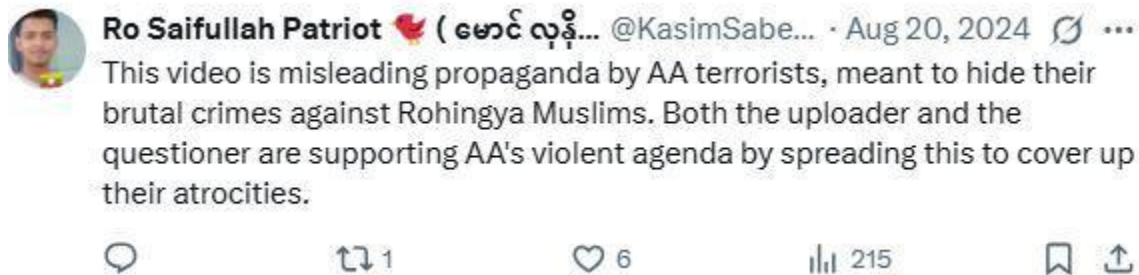 Ro Saifullah Patriot 🐦 ( မောင် လုနို... @KasimSabe... · Aug 20, 2024
This video is misleading propaganda by AA terrorists, meant to hide their
brutal crimes against Rohingya Muslims. Both the uploader and the
questioner are supporting AA's violent agenda by spreading this to cover up
their atrocities.
1 6 215